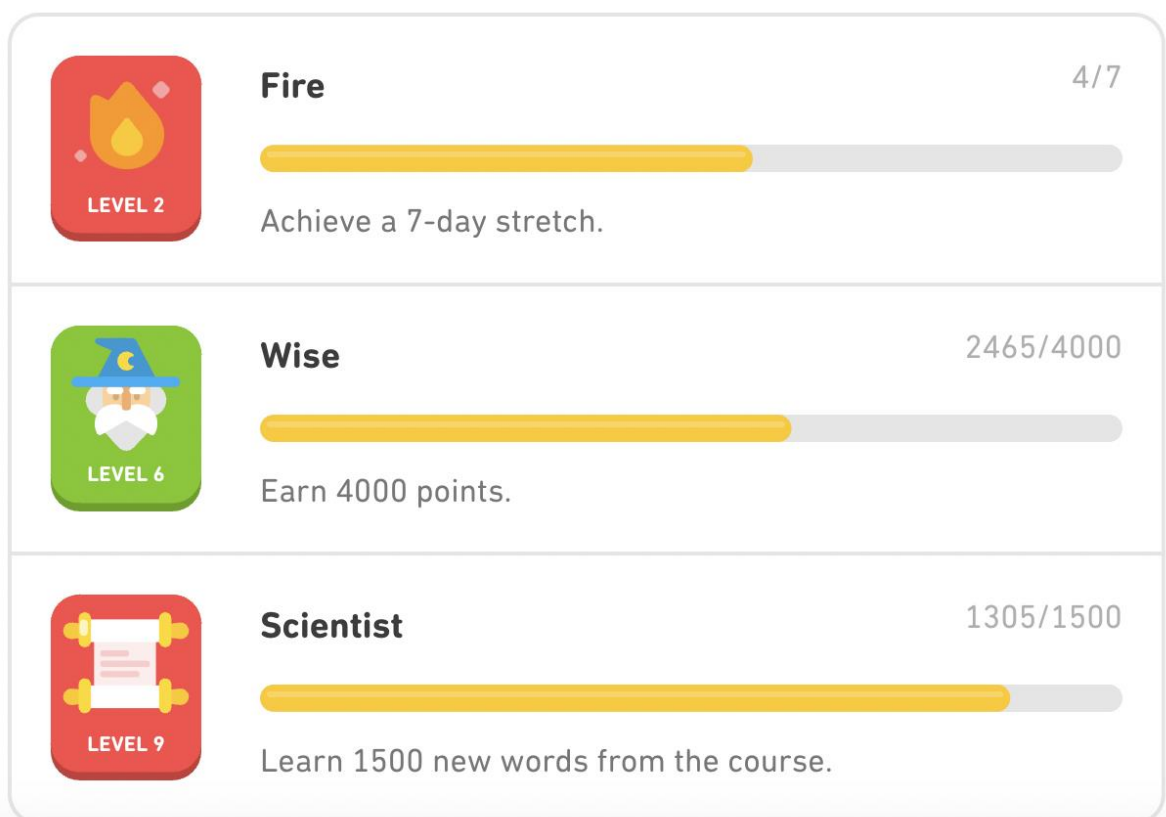 Fire
4/7
LEVEL 2
Achieve a 7-day stretch.
Wise
2465/4000
LEVEL 6
Earn 4000 points.
Scientist
1305/1500
LEVEL 9
Learn 1500 new words from the course.